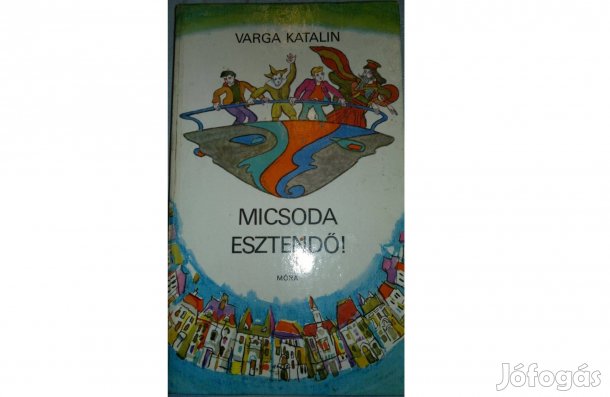 VARGA KATALIN
MICSODA
ESZTENDŐ!
MÓRA
Jófogás